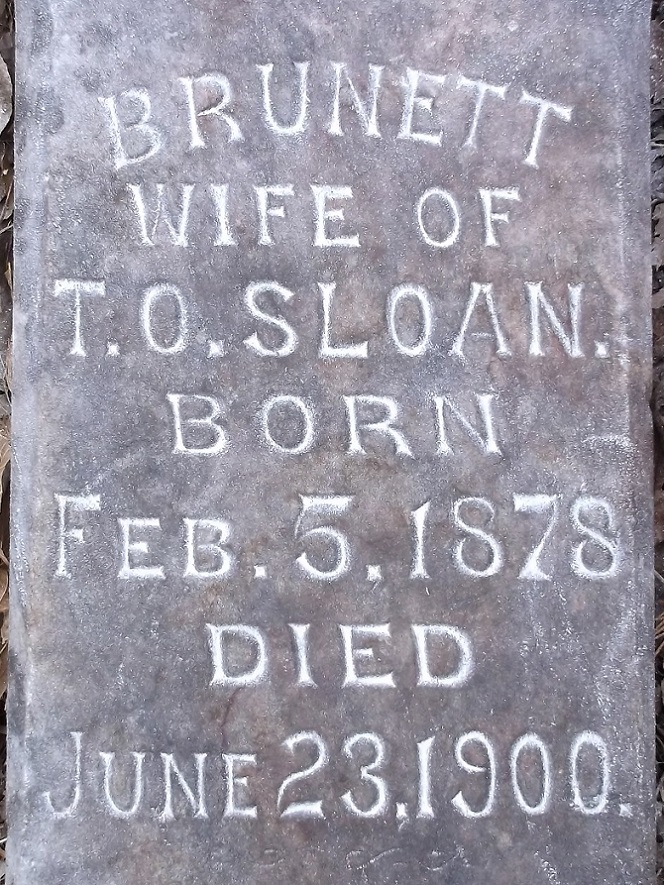 BRUNETT
WIFE OF
T.O.SLOAN.
BORN
FEB.5,1878
DIED
JUNE 23,1900.